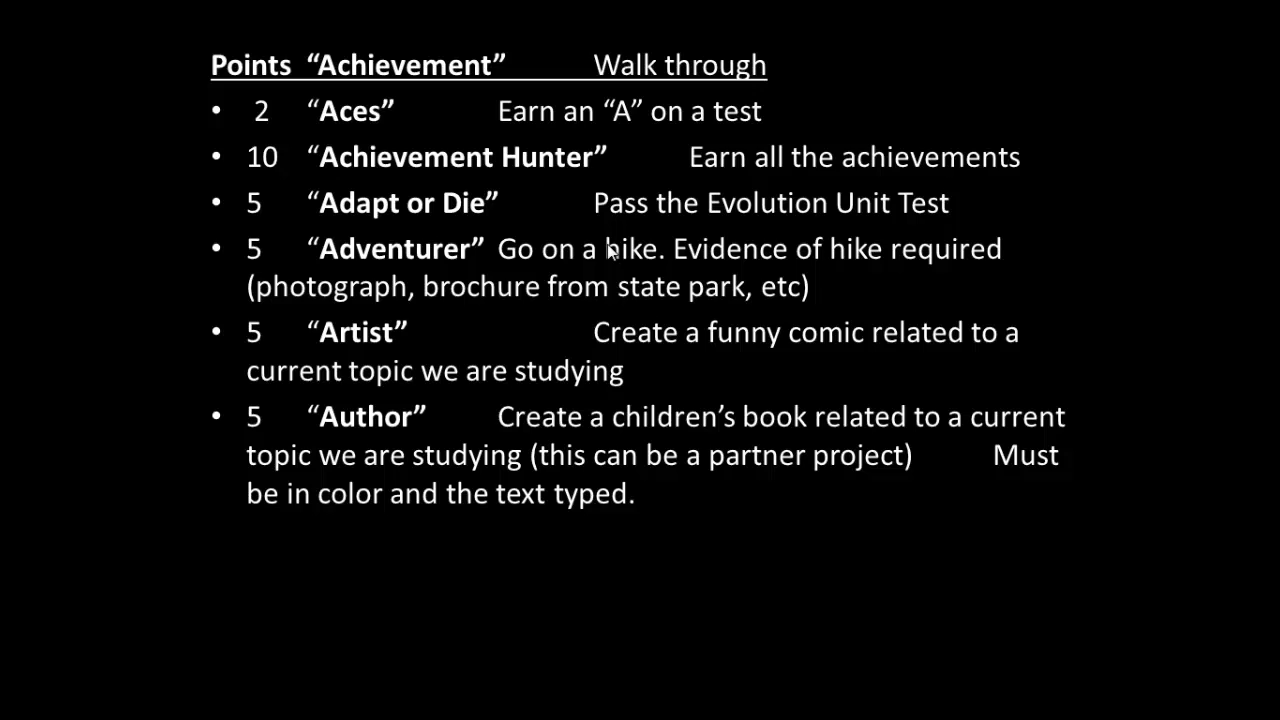 Points “Achievement” Walk through
• 2 “Aces” Earn an “A” on a test
• 10 “Achievement Hunter” Earn all the achievements
• 5 “Adapt or Die” Pass the Evolution Unit Test
• 5 “Adventurer” Go on a hike. Evidence of hike required
(photograph, brochure from state park, etc)
• 5 “Artist” Create a funny comic related to a
current topic we are studying
• 5 “Author” Create a children’s book related to a current
topic we are studying (this can be a partner project) Must
be in color and the text typed.